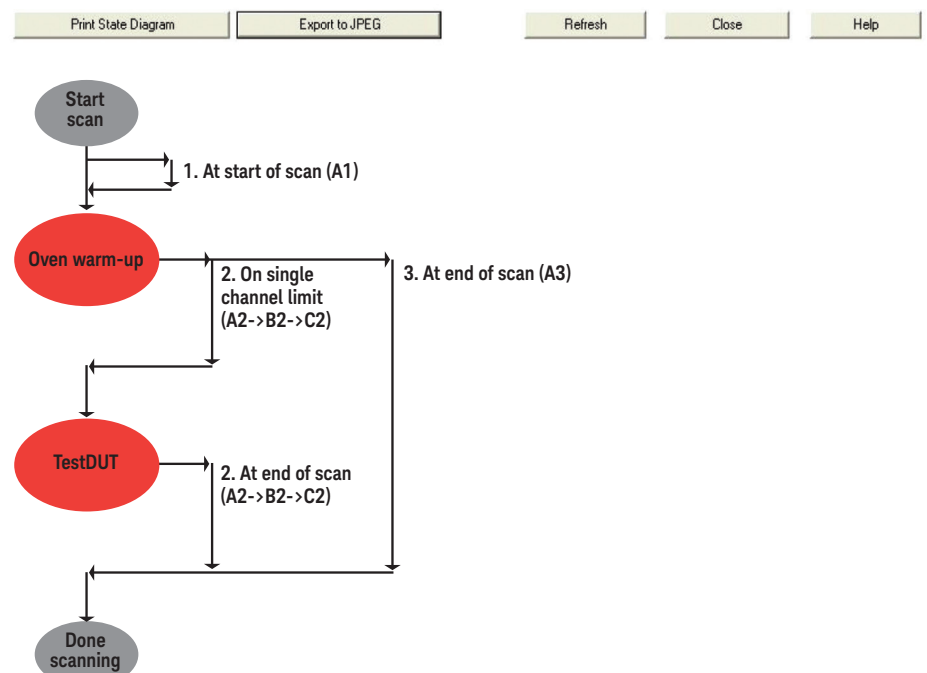 Print State Diagram
Export to JPEG
Refresh
Close
Help
Start
scan
1. At start of scan (A1)
Oven warm-up
2. On single
channel limit
(A2->B2->C2)
3. At end of scan (A3)
TestDUT
2. At end of scan
(A2->B2->C2)
Done
scanning